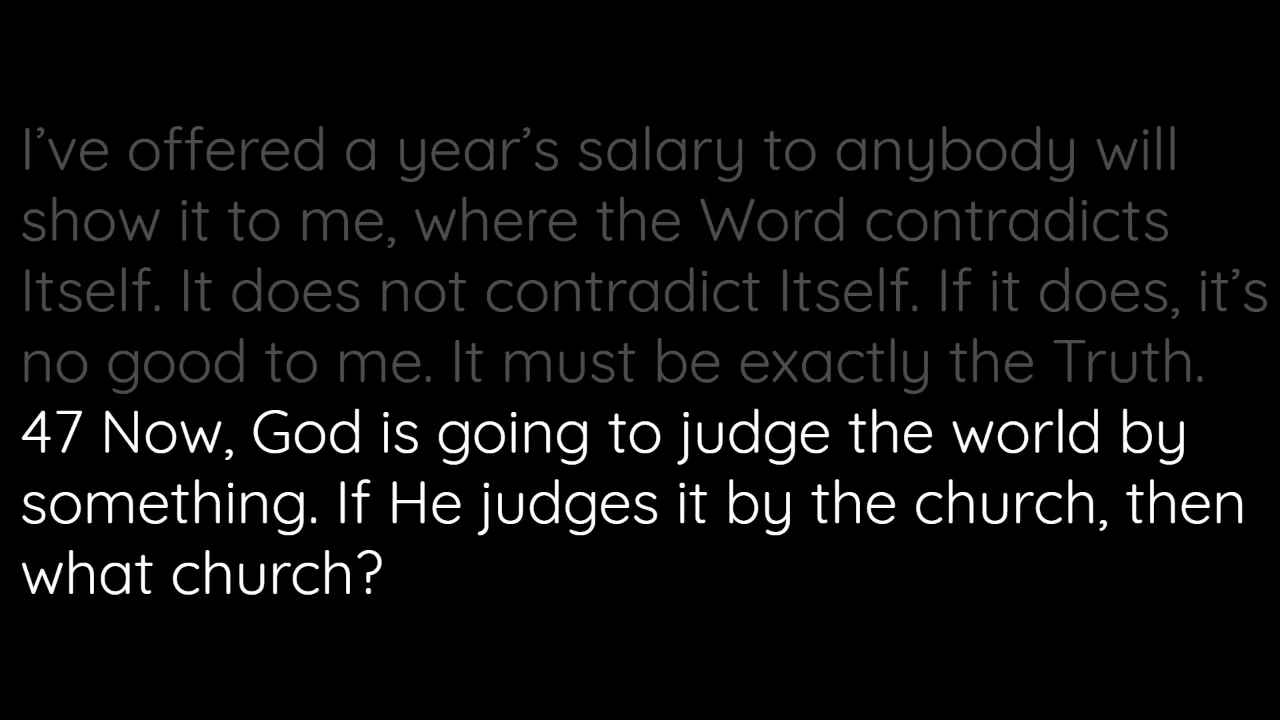 I’ve offered a year’s salary to anybody will
show it to me, where the Word contradicts
Itself. It does not contradict Itself. If it does, it’s
no good to me. It must be exactly the Truth.
47 Now, God is going to judge the world by
something. If He judges it by the church, then
what church?